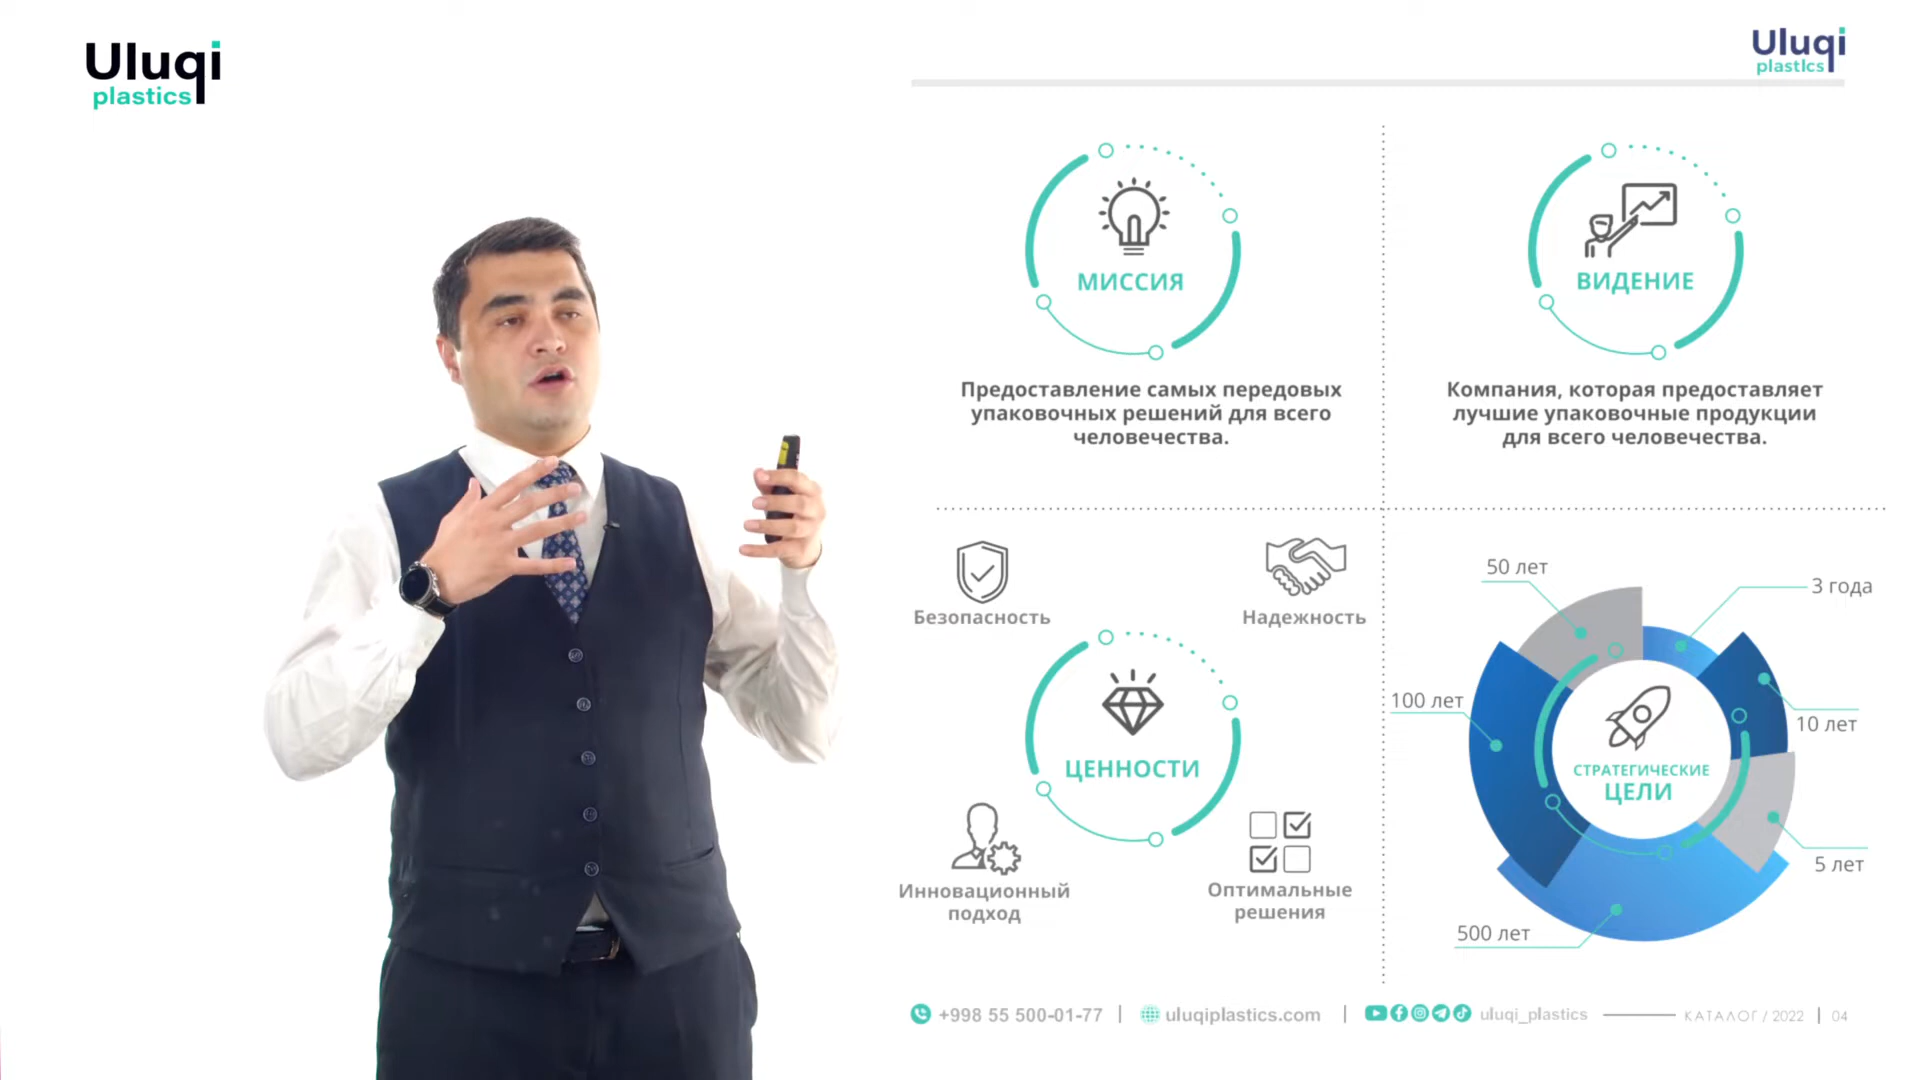 Uluqi
plastics
Uluqi
plastics
МИССИЯ
Предоставление самых передовых
упаковочных решений для всего
человечества.
ВИДЕНИЕ
Компания, которая предоставляет
лучшие упаковочные продукции
для всего человечества.
Безопасность
Надежность
ЦЕННОСТИ
Инновационный
подход
Оптимальные
решения
50 лет
3 года
100 лет
10 лет
СТРАТЕГИЧЕСКИЕ
ЦЕЛИ
5 лет
500 лет
+998 55 500-01-77 | uluqiplastics.com | uluqi_plastics КАТАЛОГ / 2022 | 04